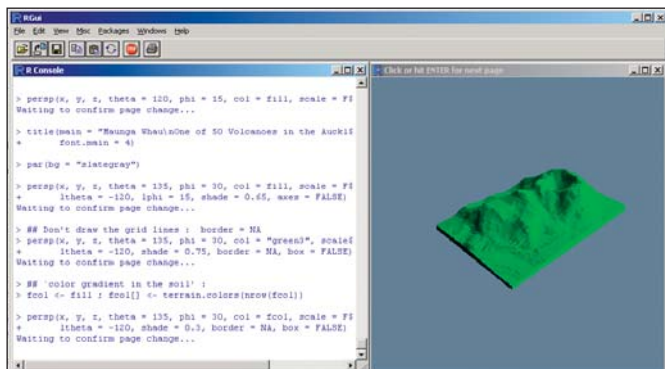 RGui
File Edit View Misc Packages Windows Help
STOP
R Console
> persp(x, y, z, theta = 120, phi = 15, col = fill, scale = F$
Waiting to confirm page change...
> title(main = "Maunga Whau\nOne of 50 Volcanoes in the Auckl$
+ font.main = 4)
> par(bg = "slategray")
> persp(x, y, z, theta = 135, phi = 30, col = fill, scale = F$
+ ltheta = -120, lphi = 15, shade = 0.65, axes = FALSE)
Waiting to confirm page change...
> ## Don't draw the grid lines : border = NA
> persp(x, y, z, theta = 135, phi = 30, col = "green3", scale$
+ ltheta = -120, shade = 0.75, border = NA, box = FALSE)
Waiting to confirm page change...
> ## `color gradient in the soil' :
> fcol <- fill ; fcol[] <- terrain.colors(nrow(fcol))
> persp(x, y, z, theta = 135, phi = 30, col = fcol, scale = F$
+ ltheta = -120, shade = 0.3, border = NA, box = FALSE)
Waiting to confirm page change...
Click or hit ENTER for next page